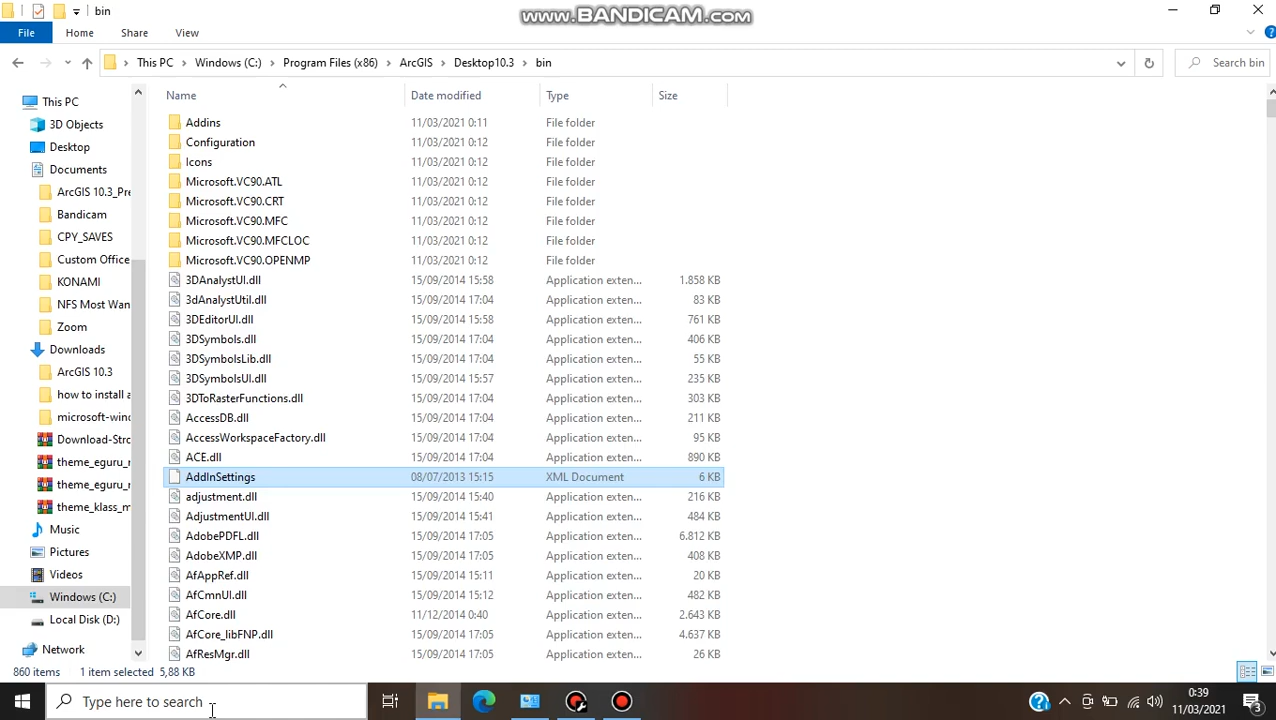 bin
www.BANDICAM.com
File Home Share View
This PC Windows (C:) Program Files (x86) ArcGIS Desktop10.3 bin Search bin
Name Date modified Type Size
This PC
3D Objects
Desktop
Documents
ArcGIS 10.3_Pre
Bandicam
CPY_SAVES
Custom Office
KONAMI
NFS Most Wan
Zoom
Downloads
ArcGIS 10.3
how to install a
microsoft-wind
Download-Stro
theme_eguru_r
theme_eguru_r
theme_klass_m
Music
Pictures
Videos
Windows (C:)
Local Disk (D:)
Network
Addins 11/03/2021 0:11 File folder
Configuration 11/03/2021 0:12 File folder
Icons 11/03/2021 0:12 File folder
Microsoft.VC90.ATL 11/03/2021 0:12 File folder
Microsoft.VC90.CRT 11/03/2021 0:12 File folder
Microsoft.VC90.MFC 11/03/2021 0:12 File folder
Microsoft.VC90.MFCLOC 11/03/2021 0:12 File folder
Microsoft.VC90.OPENMP 11/03/2021 0:12 File folder
3DAnalystUI.dll 15/09/2014 15:58 Application exten... 1.858 KB
3dAnalystUtil.dll 15/09/2014 17:04 Application exten... 83 KB
3DEditorUI.dll 15/09/2014 15:58 Application exten... 761 KB
3DSymbols.dll 15/09/2014 17:04 Application exten... 406 KB
3DSymbolsLib.dll 15/09/2014 17:04 Application exten... 55 KB
3DSymbolsUI.dll 15/09/2014 15:57 Application exten... 235 KB
3DToRasterFunctions.dll 15/09/2014 17:04 Application exten... 303 KB
AccessDB.dll 15/09/2014 17:04 Application exten... 211 KB
AccessWorkspaceFactory.dll 15/09/2014 17:04 Application exten... 95 KB
ACE.dll 15/09/2014 17:04 Application exten... 890 KB
AddInSettings 08/07/2013 15:15 XML Document 6 KB
adjustment.dll 15/09/2014 15:40 Application exten... 216 KB
AdjustmentUI.dll 15/09/2014 15:41 Application exten... 484 KB
AdobePDFL.dll 15/09/2014 17:05 Application exten... 6.812 KB
AdobeXMP.dll 15/09/2014 17:05 Application exten... 408 KB
AfAppRef.dll 15/09/2014 15:11 Application exten... 20 KB
AfCmnUI.dll 15/09/2014 15:12 Application exten... 482 KB
AfCore.dll 11/12/2014 0:40 Application exten... 2.643 KB
AfCore_libFNP.dll 15/09/2014 17:05 Application exten... 4.637 KB
AfResMgr.dll 15/09/2014 17:05 Application exten... 26 KB
860 items 1 item selected 5,88 KB
Type here to search
0:39
11/03/2021
3